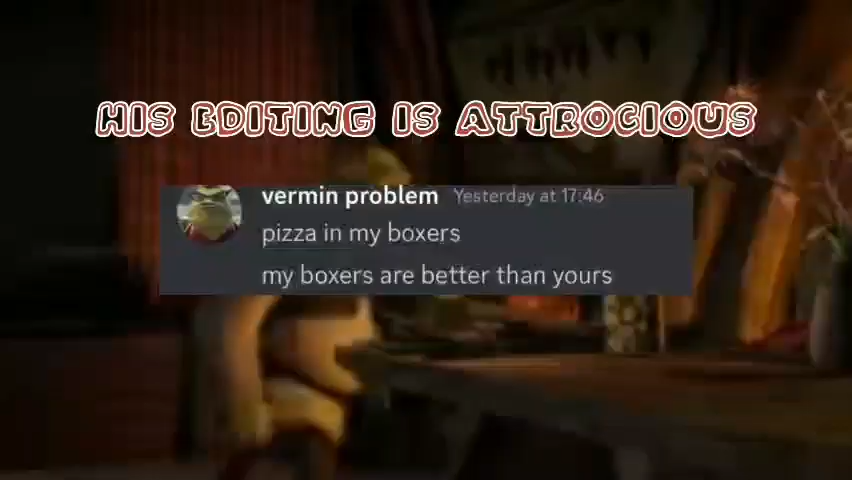 HIS EDITING IS ATTROCIOUS
vermin problem Yesterday at 17:46
pizza in my boxers
my boxers are better than yours